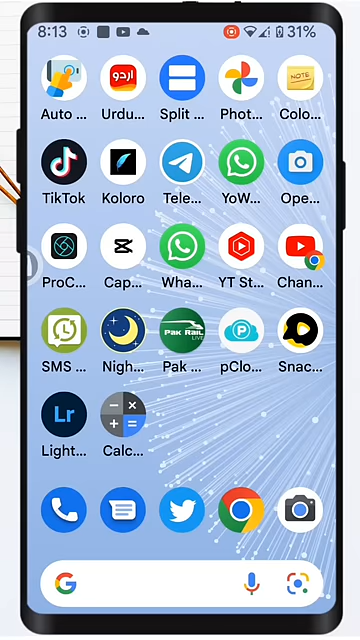 8:13 31%
اردو
NOTE
Auto ... Urdu... Split ... Phot... Colo...
TikTok Koloro Tele... YoW... Ope...
ProC... Cap... Wha... YT St... Chan...
PAK RAIL
LIVE
P
SMS ... Nigh... Pak ... pClo... Snac...
Lr
Light... Calc...
G